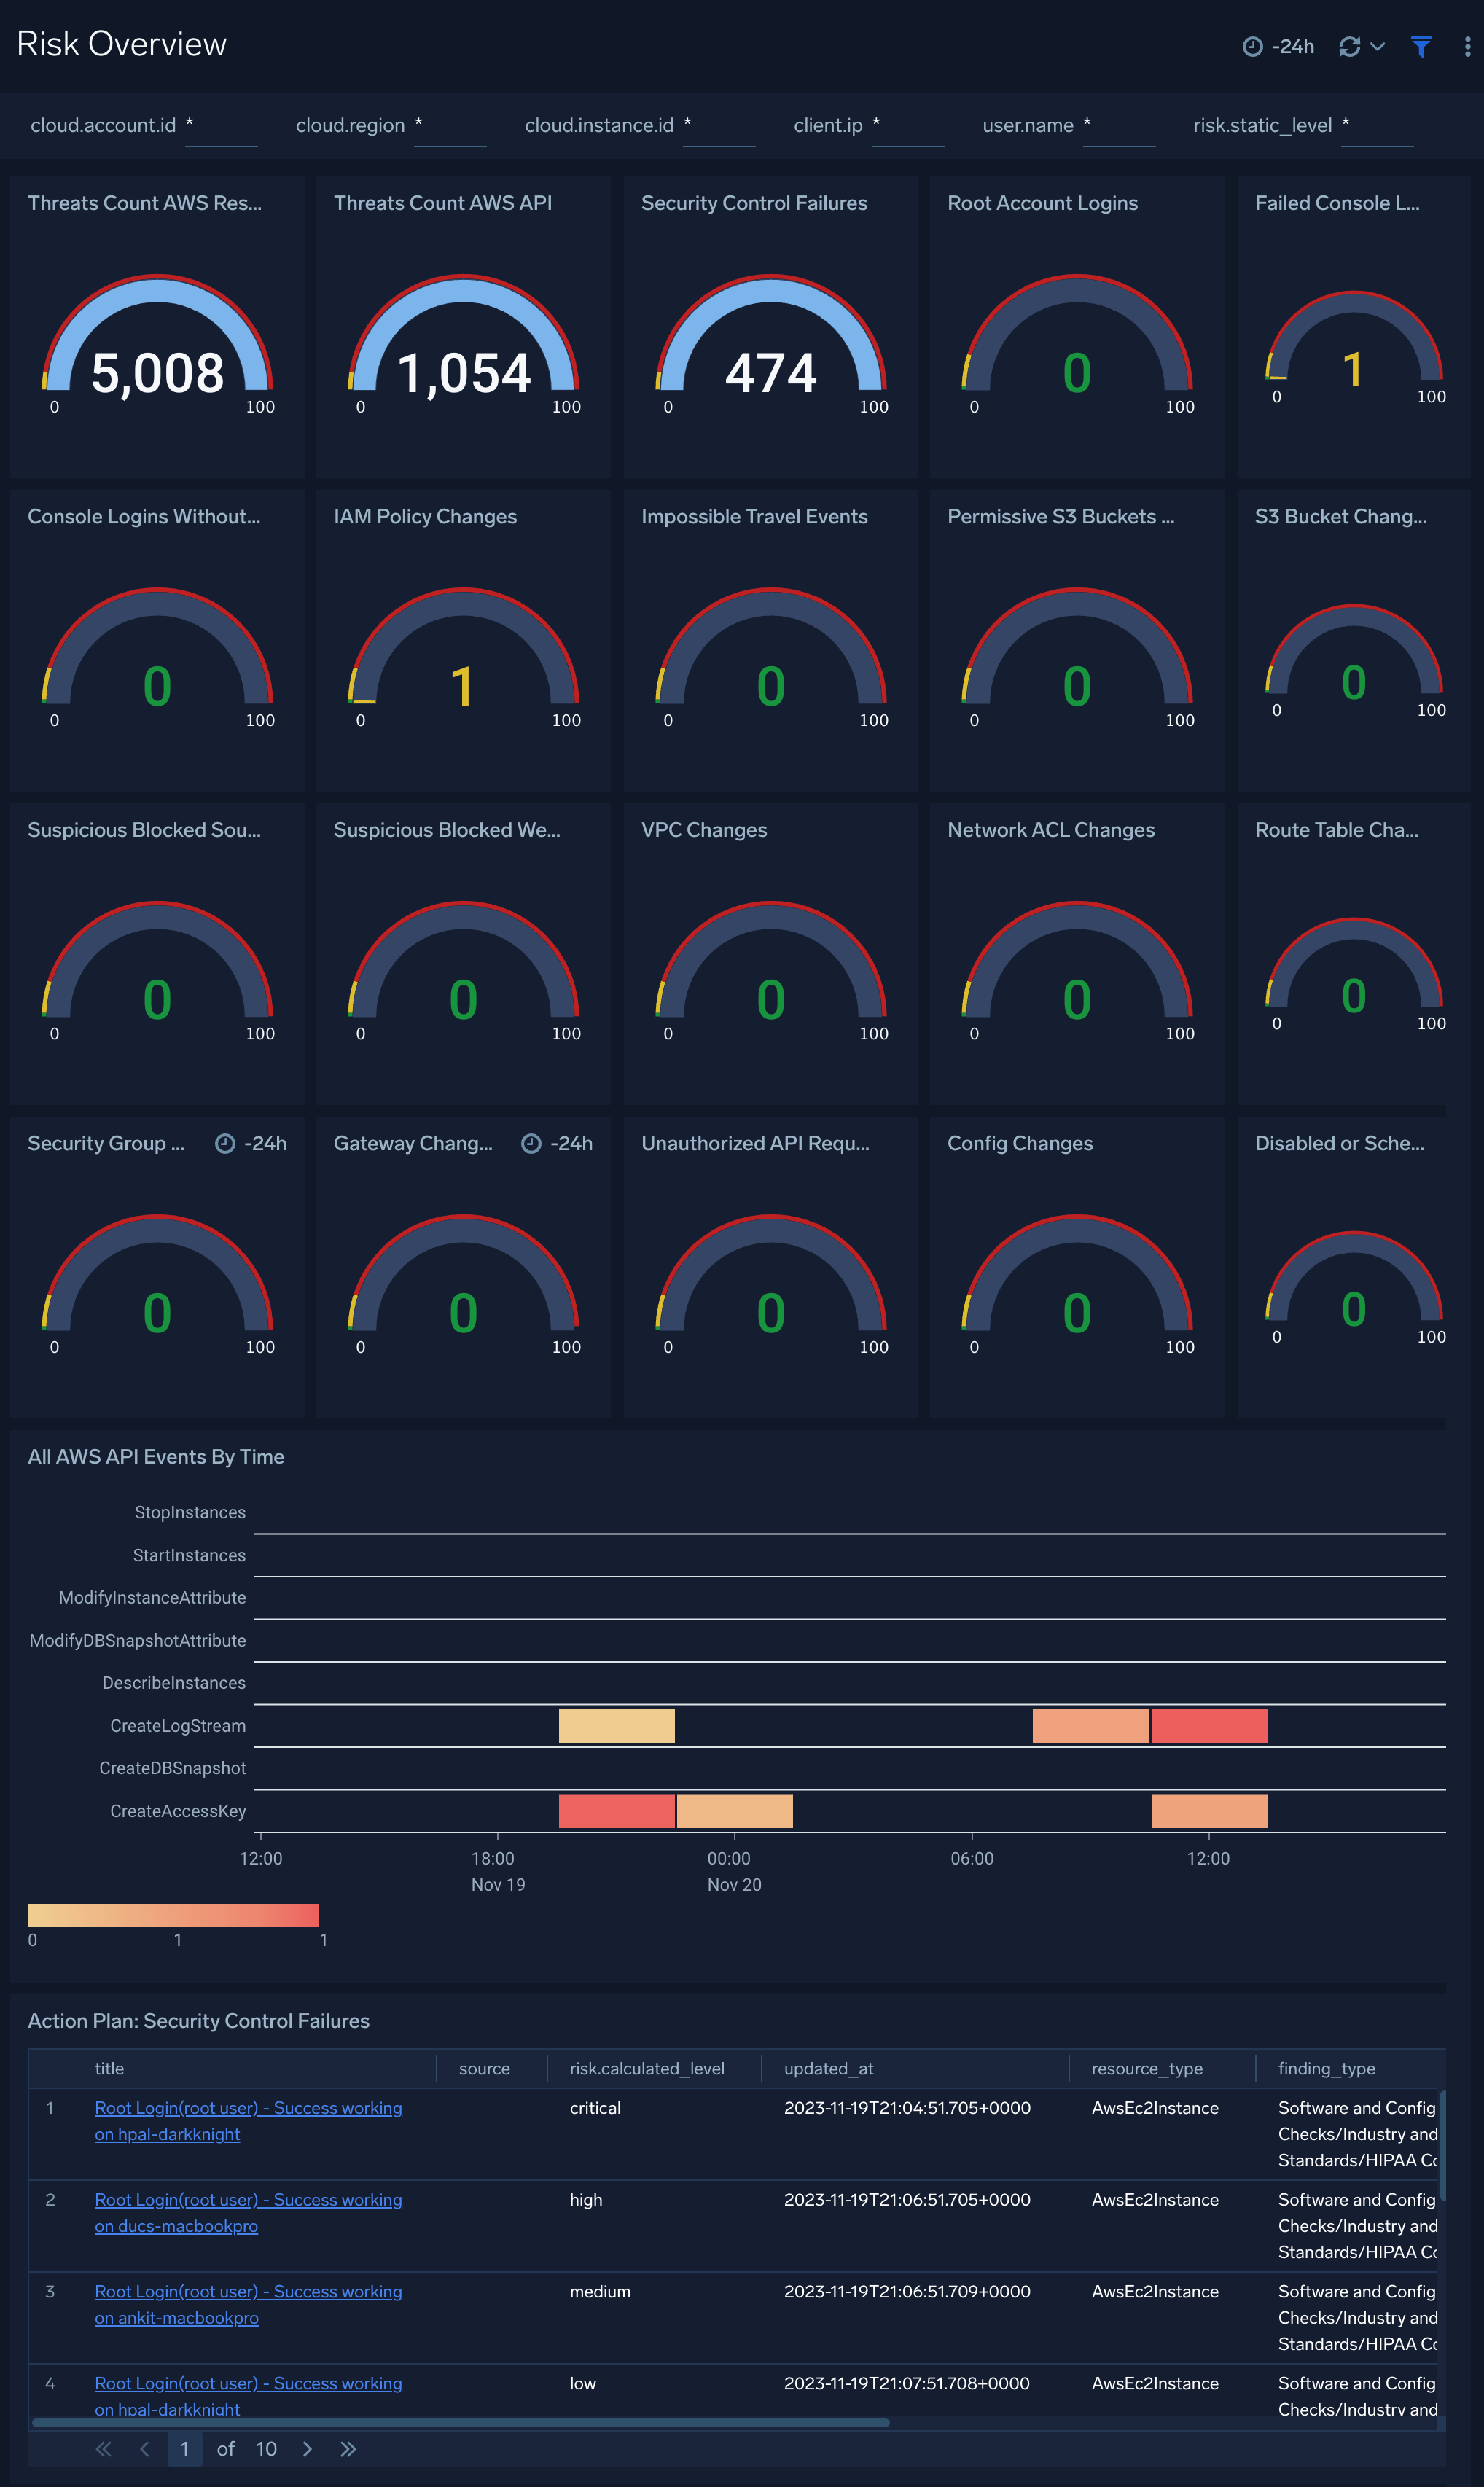 Risk Overview
-24h
cloud.account.id *
cloud.region *
cloud.instance.id *
client.ip *
user.name *
risk.static_level *
Threats Count AWS Res...
5,008
0 100
Threats Count AWS API
1,054
0 100
Security Control Failures
474
0 100
Root Account Logins
0
0 100
Failed Console L...
1
0 100
Console Logins Without...
0
0 100
IAM Policy Changes
1
0 100
Impossible Travel Events
0
0 100
Permissive S3 Buckets ...
0
0 100
S3 Bucket Chang...
0
0 100
Suspicious Blocked Sou...
0
0 100
Suspicious Blocked We...
0
0 100
VPC Changes
0
0 100
Network ACL Changes
0
0 100
Route Table Cha...
0
0 100
Security Group ... -24h
0
0 100
Gateway Chang... -24h
0
0 100
Unauthorized API Requ...
0
0 100
Config Changes
0
0 100
Disabled or Sche...
0
0 100
All AWS API Events By Time
StopInstances
StartInstances
ModifyInstanceAttribute
ModifyDBSnapshotAttribute
DescribeInstances
CreateLogStream
CreateDBSnapshot
CreateAccessKey
12:00 18:00 00:00 06:00 12:00
Nov 19 Nov 20
0 1 1
Action Plan: Security Control Failures
title source risk.calculated_level updated_at resource_type finding_type
1 Root Login(root user) - Success working critical 2023-11-19T21:04:51.705+0000 AwsEc2Instance Software and Config
on hpal-darkknight Checks/Industry and
Standards/HIPAA Co
2 Root Login(root user) - Success working high 2023-11-19T21:06:51.705+0000 AwsEc2Instance Software and Config
on ducs-macbookpro Checks/Industry and
Standards/HIPAA Co
3 Root Login(root user) - Success working medium 2023-11-19T21:06:51.709+0000 AwsEc2Instance Software and Config
on ankit-macbookpro Checks/Industry and
Standards/HIPAA Co
4 Root Login(root user) - Success working low 2023-11-19T21:07:51.708+0000 AwsEc2Instance Software and Config
on hpal-darkknight Checks/Industry and
1 of 10